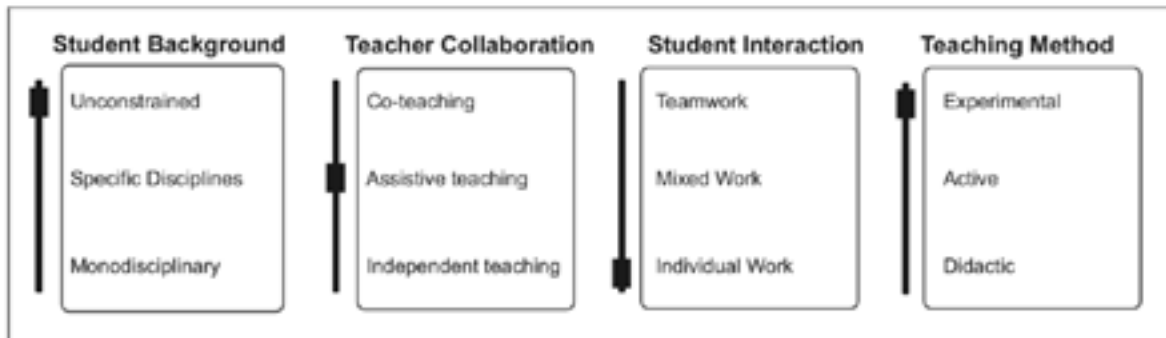 Student Background
Unconstrained
Specific Disciplines
Monodisciplinary
Teacher Collaboration
Co-teaching
Assistive teaching
Independent teaching
Student Interaction
Teamwork
Mixed Work
Individual Work
Teaching Method
Experimental
Active
Didactic